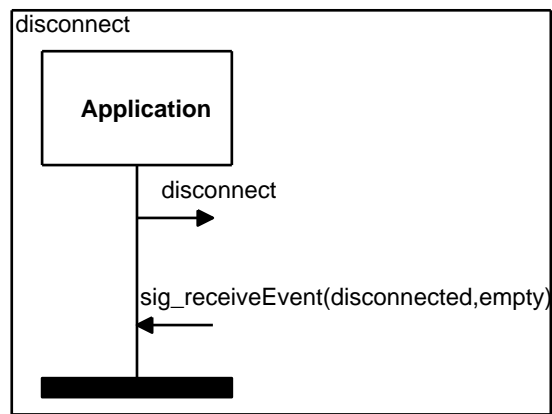 disconnect
Application
disconnect
sig_receiveEvent(disconnected,empty)